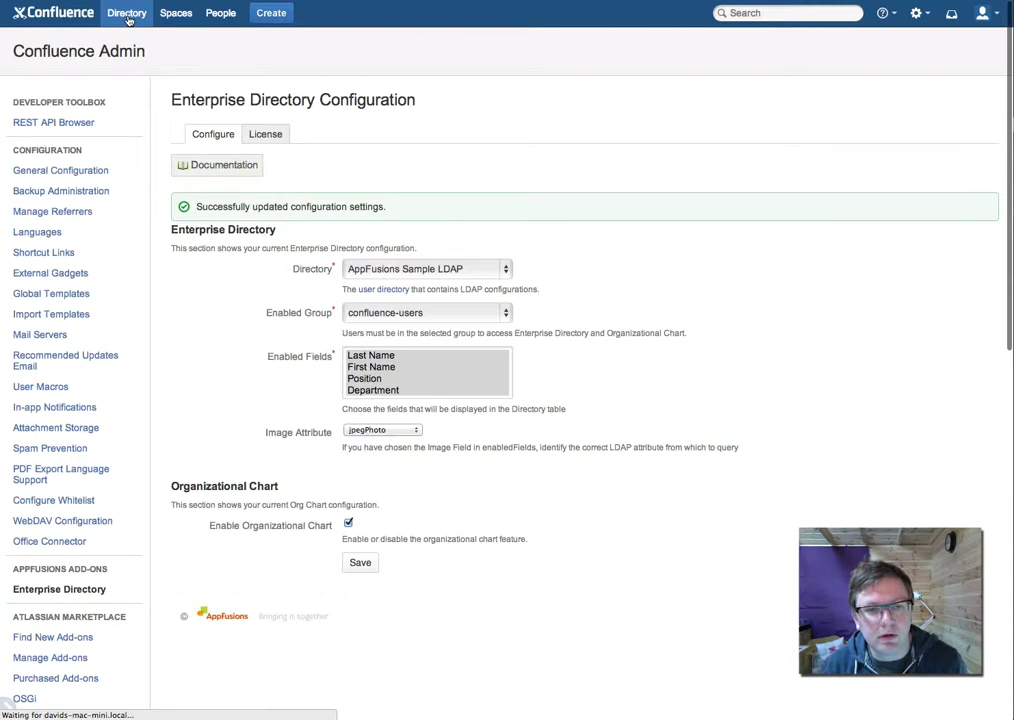 Confluence Directory Spaces People Create Search
Confluence Admin
DEVELOPER TOOLBOX
REST API Browser
CONFIGURATION
General Configuration
Backup Administration
Manage Referrers
Languages
Shortcut Links
External Gadgets
Global Templates
Import Templates
Mail Servers
Recommended Updates
Email
User Macros
In-app Notifications
Attachment Storage
Spam Prevention
PDF Export Language
Support
Configure Whitelist
WebDAV Configuration
Office Connector
APPFUSIONS ADD-ONS
Enterprise Directory
ATLASSIAN MARKETPLACE
Find New Add-ons
Manage Add-ons
Purchased Add-ons
OSGi
Waiting for davids-mac-mini.local...
Enterprise Directory Configuration
Configure License
Documentation
Successfully updated configuration settings.
Enterprise Directory
This section shows your current Enterprise Directory configuration.
Directory* AppFusions Sample LDAP
The user directory that contains LDAP configurations.
Enabled Group* confluence-users
Users must be in the selected group to access Enterprise Directory and Organizational Chart.
Enabled Fields* Last Name
First Name
Position
Department
Choose the fields that will be displayed in the Directory table
Image Attribute jpegPhoto
If you have chosen the Image Field in enabledFields, identify the correct LDAP attribute from which to query
Organizational Chart
This section shows your current Org Chart configuration.
Enable Organizational Chart
Enable or disable the organizational chart feature.
Save
© AppFusions Bringing it together